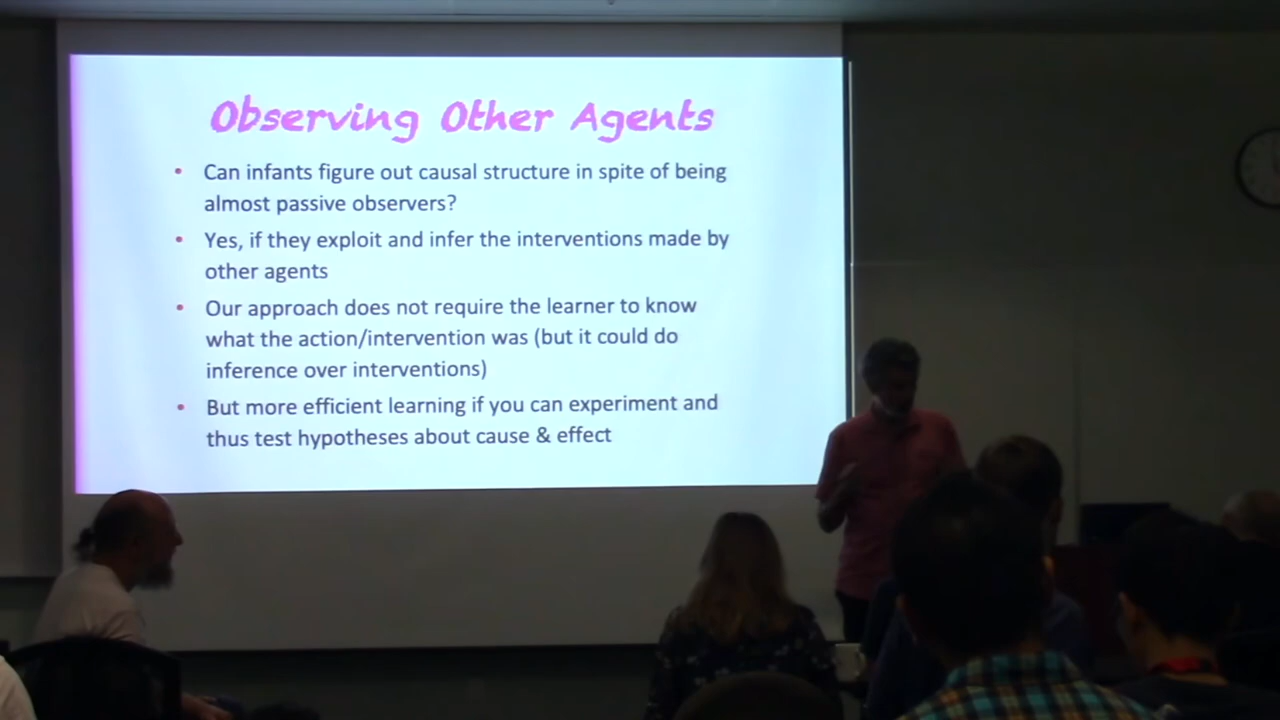 Observing Other Agents
• Can infants figure out causal structure in spite of being
almost passive observers?
• Yes, if they exploit and infer the interventions made by
other agents
• Our approach does not require the learner to know
what the action/intervention was (but it could do
inference over interventions)
• But more efficient learning if you can experiment and
thus test hypotheses about cause & effect